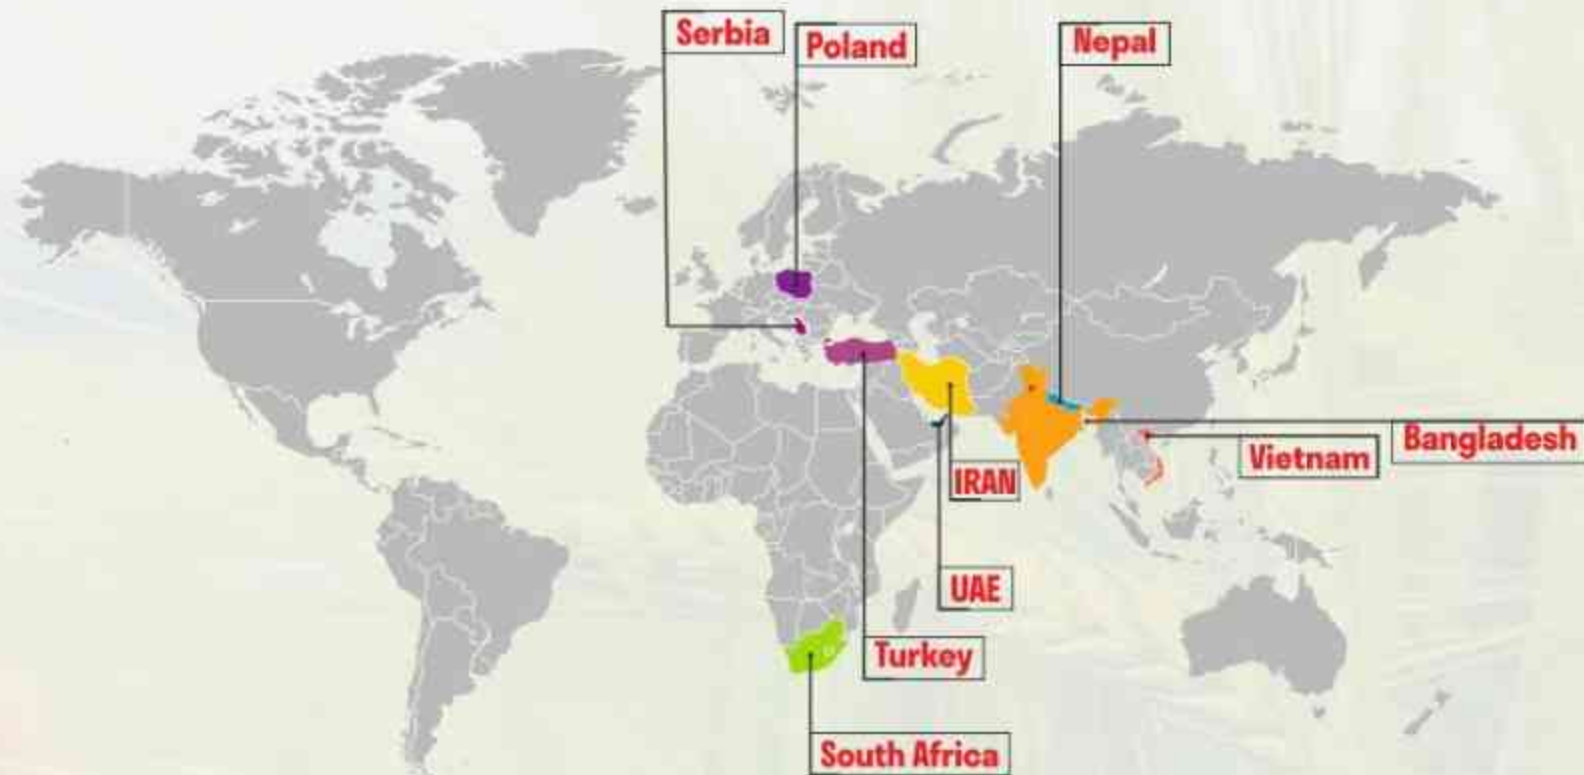 Serbia
Poland
Nepal
Bangladesh
Vietnam
IRAN
UAE
Turkey
South Africa